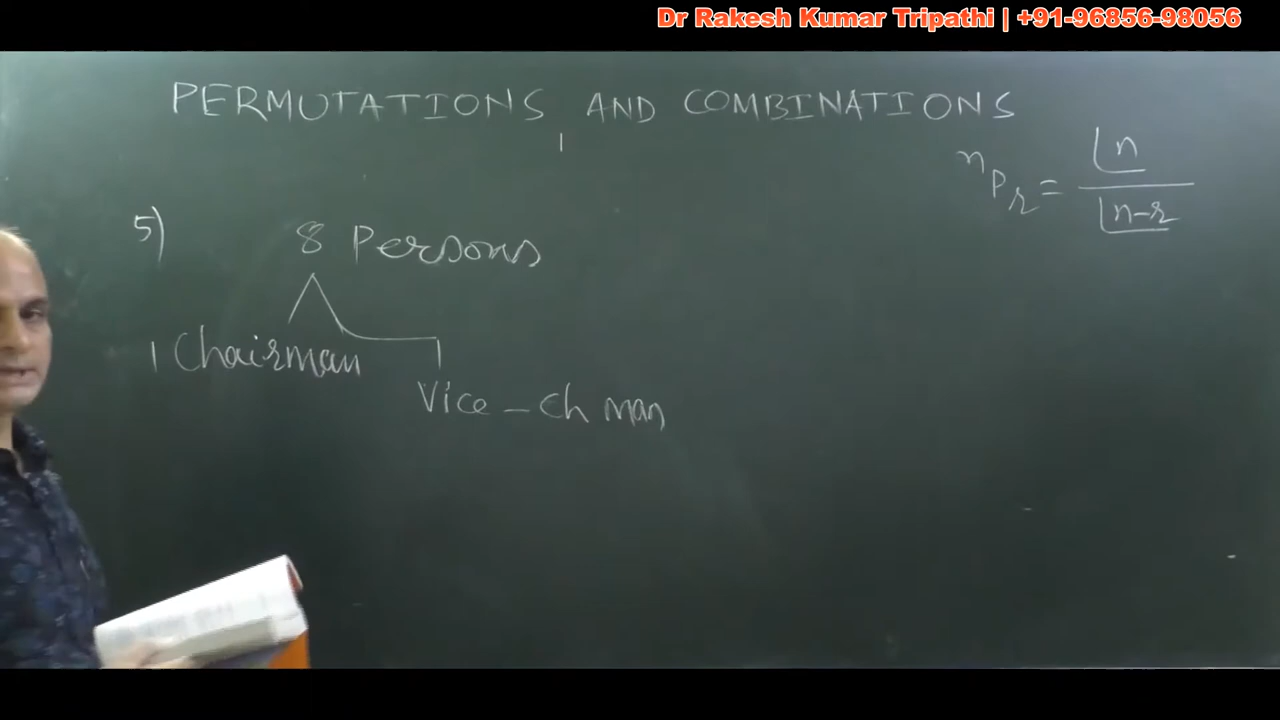 Dr Rakesh Kumar Tripathi | +91-96856-98056
PERMUTATIONS AND COMBINATIONS
ⁿPᵣ = ⌊n / ⌊n-r
5) 8 Persons
1 Chairman
Vice - Ch man